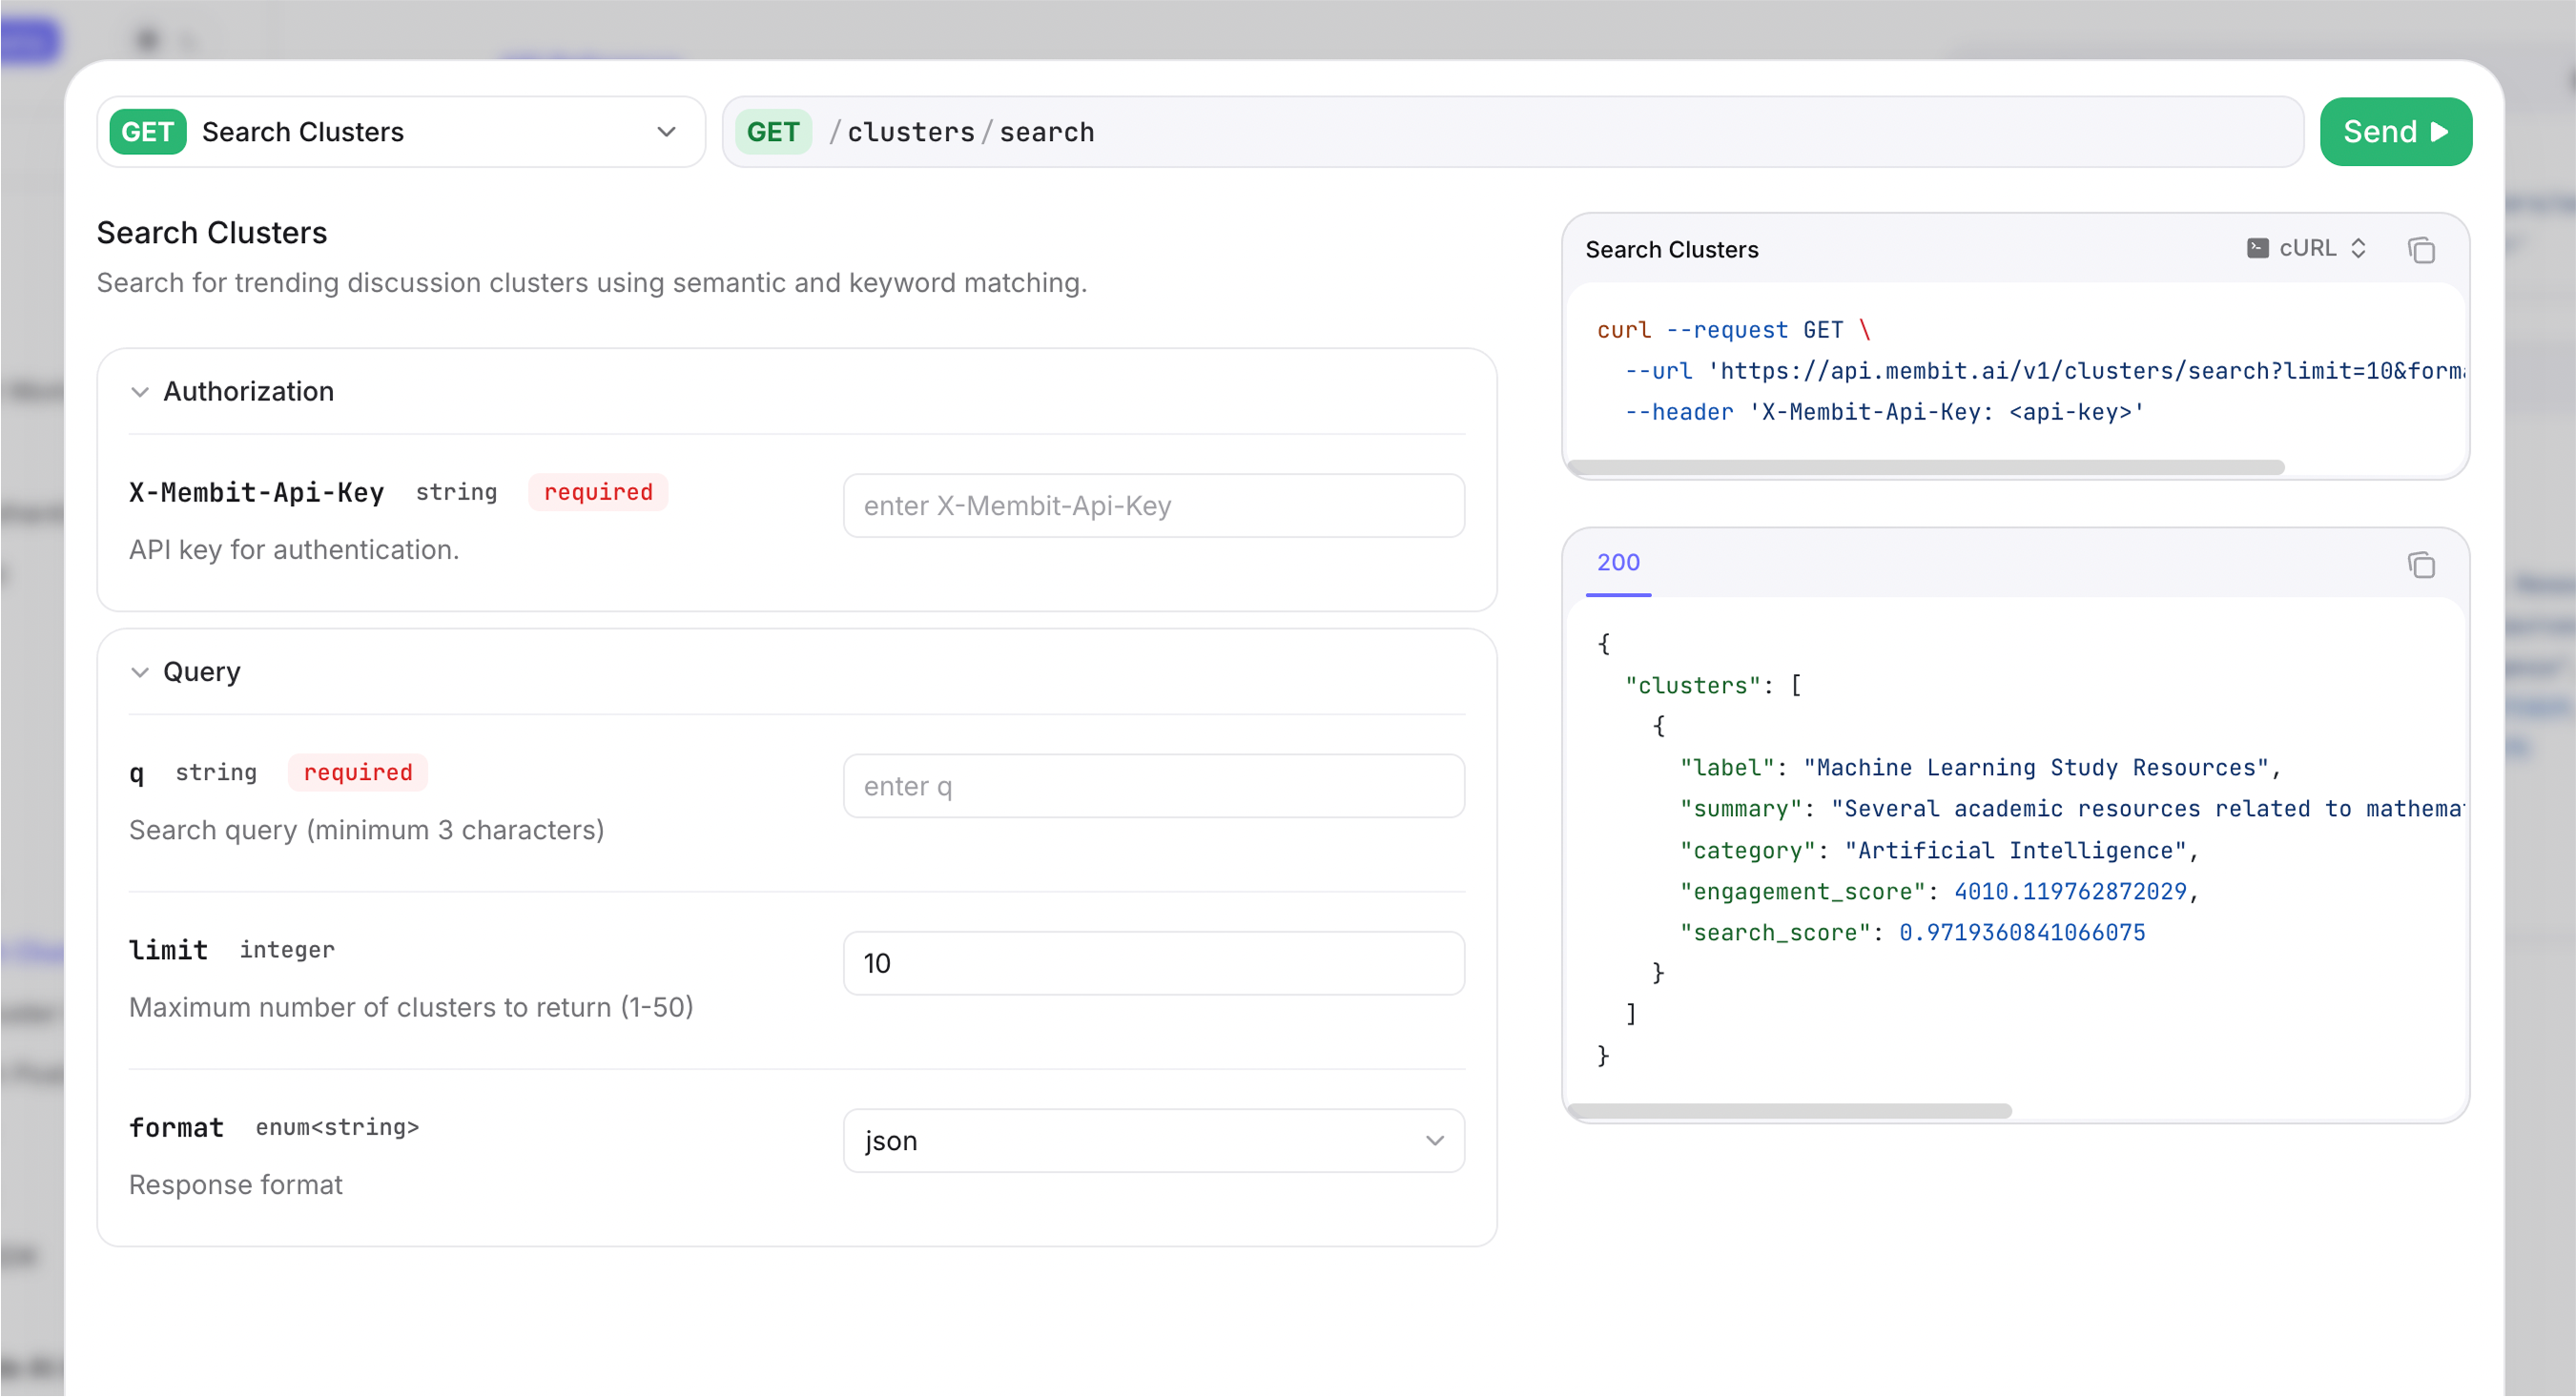 GET Search Clusters
GET /clusters/search
Send
Search Clusters
Search for trending discussion clusters using semantic and keyword matching.
Authorization
X-Membit-Api-Key string required
enter X-Membit-Api-Key
API key for authentication.
Query
q string required
enter q
Search query (minimum 3 characters)
limit integer
10
Maximum number of clusters to return (1-50)
format enum<string>
json
Response format
Search Clusters
cURL
curl --request GET \
--url 'https://api.membit.ai/v1/clusters/search?limit=10&form
--header 'X-Membit-Api-Key: <api-key>'
200
{
"clusters": [
{
"label": "Machine Learning Study Resources",
"summary": "Several academic resources related to mathema
"category": "Artificial Intelligence",
"engagement_score": 4010.119762872029,
"search_score": 0.9719360841066075
}
]
}